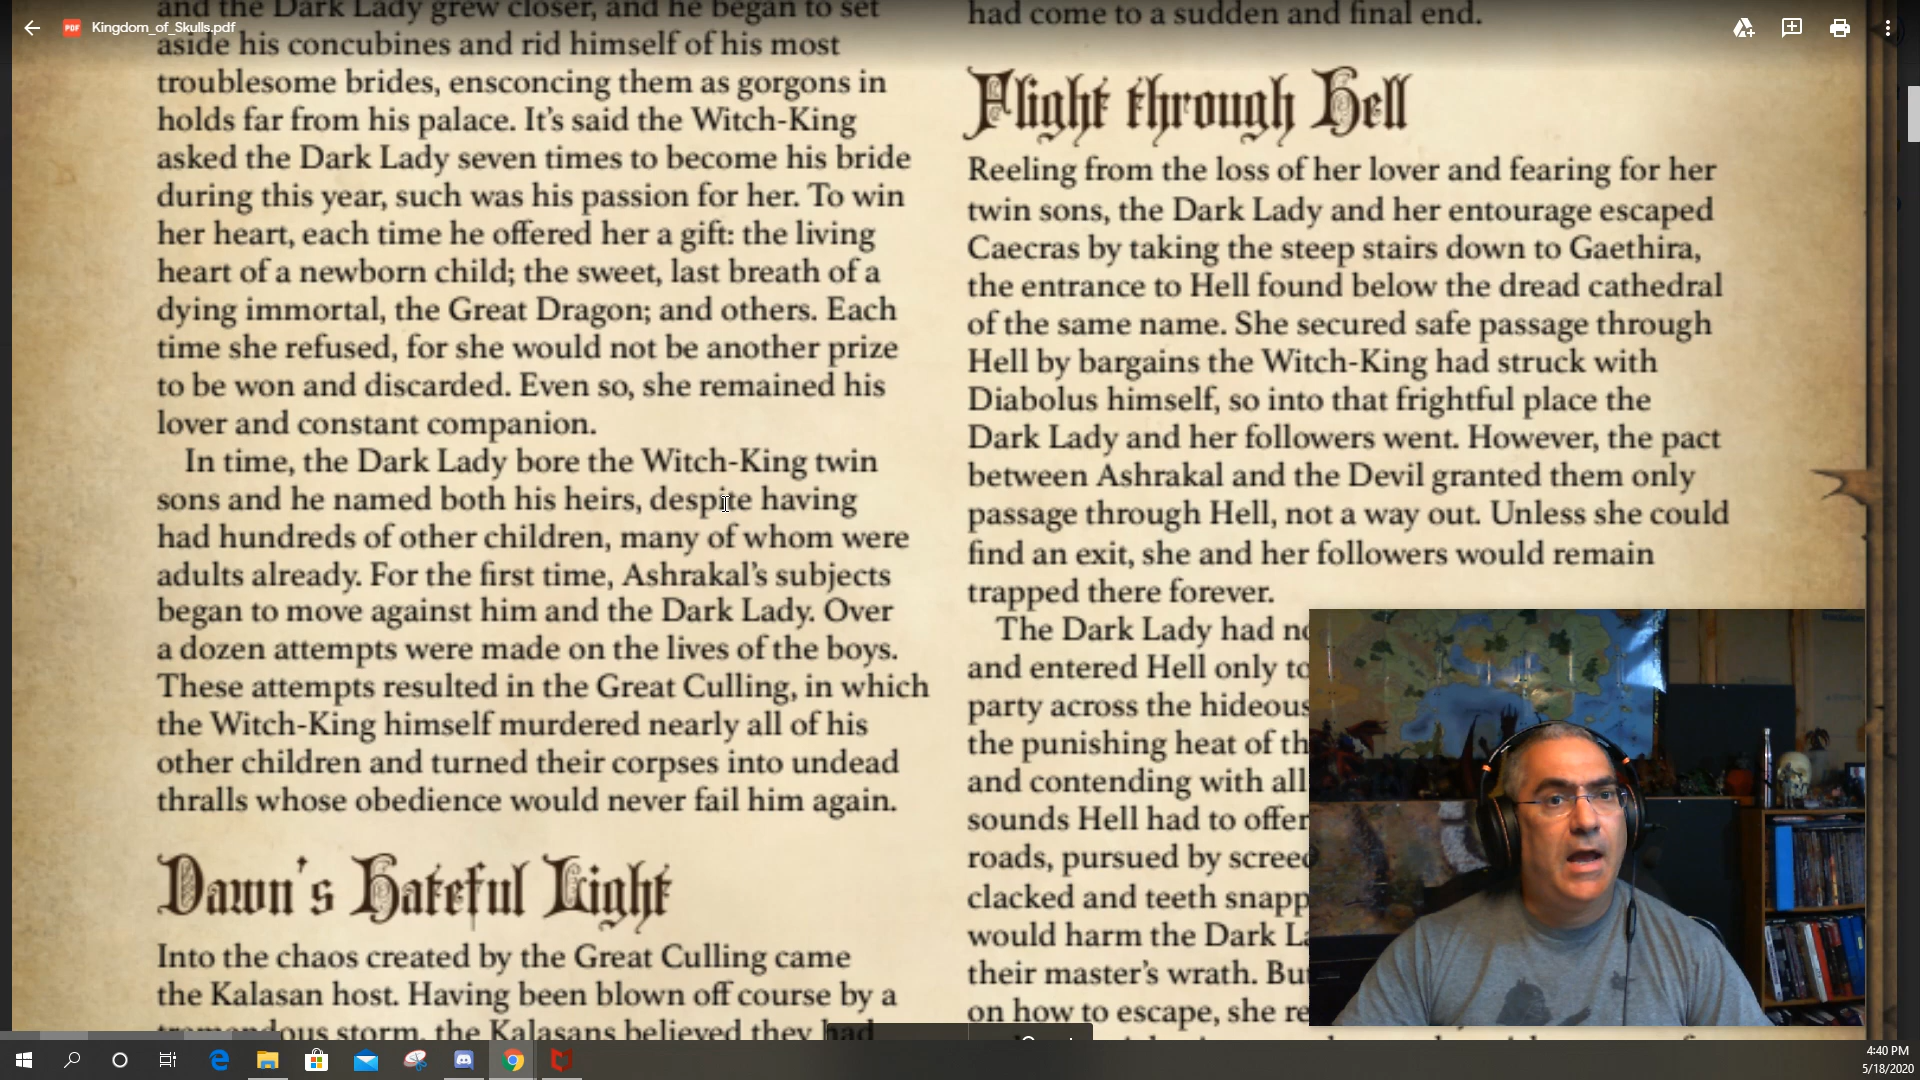 Kingdom_of_Skulls.pdf
and the Dark Lady grew closer, and he began to set
aside his concubines and rid himself of his most
troublesome brides, ensconcing them as gorgons in
holds far from his palace. It's said the Witch-King
asked the Dark Lady seven times to become his bride
during this year, such was his passion for her. To win
her heart, each time he offered her a gift: the living
heart of a newborn child; the sweet, last breath of a
dying immortal, the Great Dragon; and others. Each
time she refused, for she would not be another prize
to be won and discarded. Even so, she remained his
lover and constant companion.
In time, the Dark Lady bore the Witch-King twin
sons and he named both his heirs, despite having
had hundreds of other children, many of whom were
adults already. For the first time, Ashrakal's subjects
began to move against him and the Dark Lady. Over
a dozen attempts were made on the lives of the boys.
These attempts resulted in the Great Culling, in which
the Witch-King himself murdered nearly all of his
other children and turned their corpses into undead
thralls whose obedience would never fail him again.
Dawn's Hateful Light
Into the chaos created by the Great Culling came
the Kalasan host. Having been blown off course by a
tremendous storm, the Kalasans believed they had
had come to a sudden and final end.
Flight through Hell
Reeling from the loss of her lover and fearing for her
twin sons, the Dark Lady and her entourage escaped
Caecras by taking the steep stairs down to Gaethira,
the entrance to Hell found below the dread cathedral
of the same name. She secured safe passage through
Hell by bargains the Witch-King had struck with
Diabolus himself, so into that frightful place the
Dark Lady and her followers went. However, the pact
between Ashrakal and the Devil granted them only
passage through Hell, not a way out. Unless she could
find an exit, she and her followers would remain
trapped there forever.
The Dark Lady had
and entered Hell only to
party across the hideous
the punishing heat of
and contending with all
sounds Hell had to offer
roads, pursued by
clacked and teeth
would harm the Dark
their master's wrath.
on how to escape, she
4:40 PM
5/18/2020